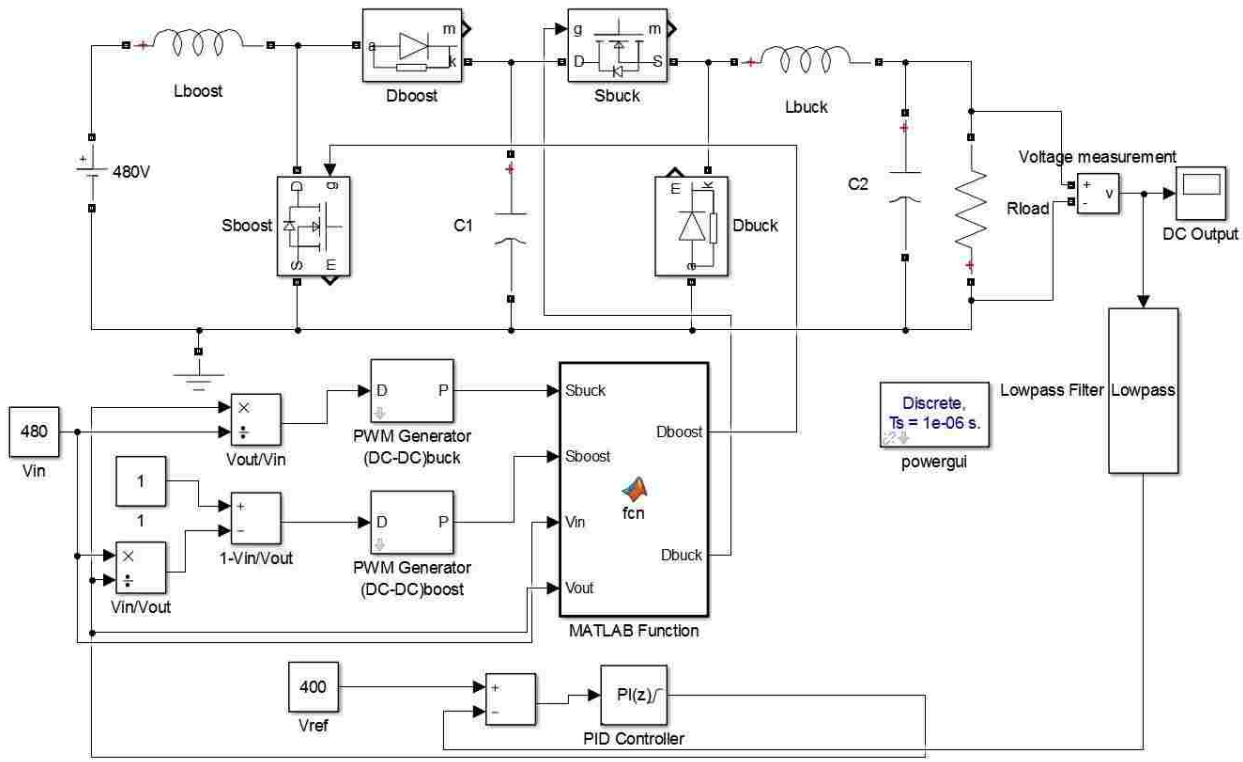 m
a
k
Dboost
Lboost
g
m
D
S
Sbuck
Lbuck
+
480V
D
g
S
m
Sboost
C1
m
k
a
Dbuck
C2
Rload
Voltage measurement
+
-
v
DC Output
480
Vin
×
÷
Vout/Vin
D
P
PWM Generator
(DC-DC)buck
1
1
+
−
1-Vin/Vout
×
÷
Vin/Vout
D
P
PWM Generator
(DC-DC)boost
Sbuck
Sboost
Vin
Vout
fcn
Dboost
Dbuck
MATLAB Function
Discrete,
Ts = 1e-06 s.
powergui
Lowpass Filter
Lowpass
400
Vref
+
−
PI(z)
PID Controller